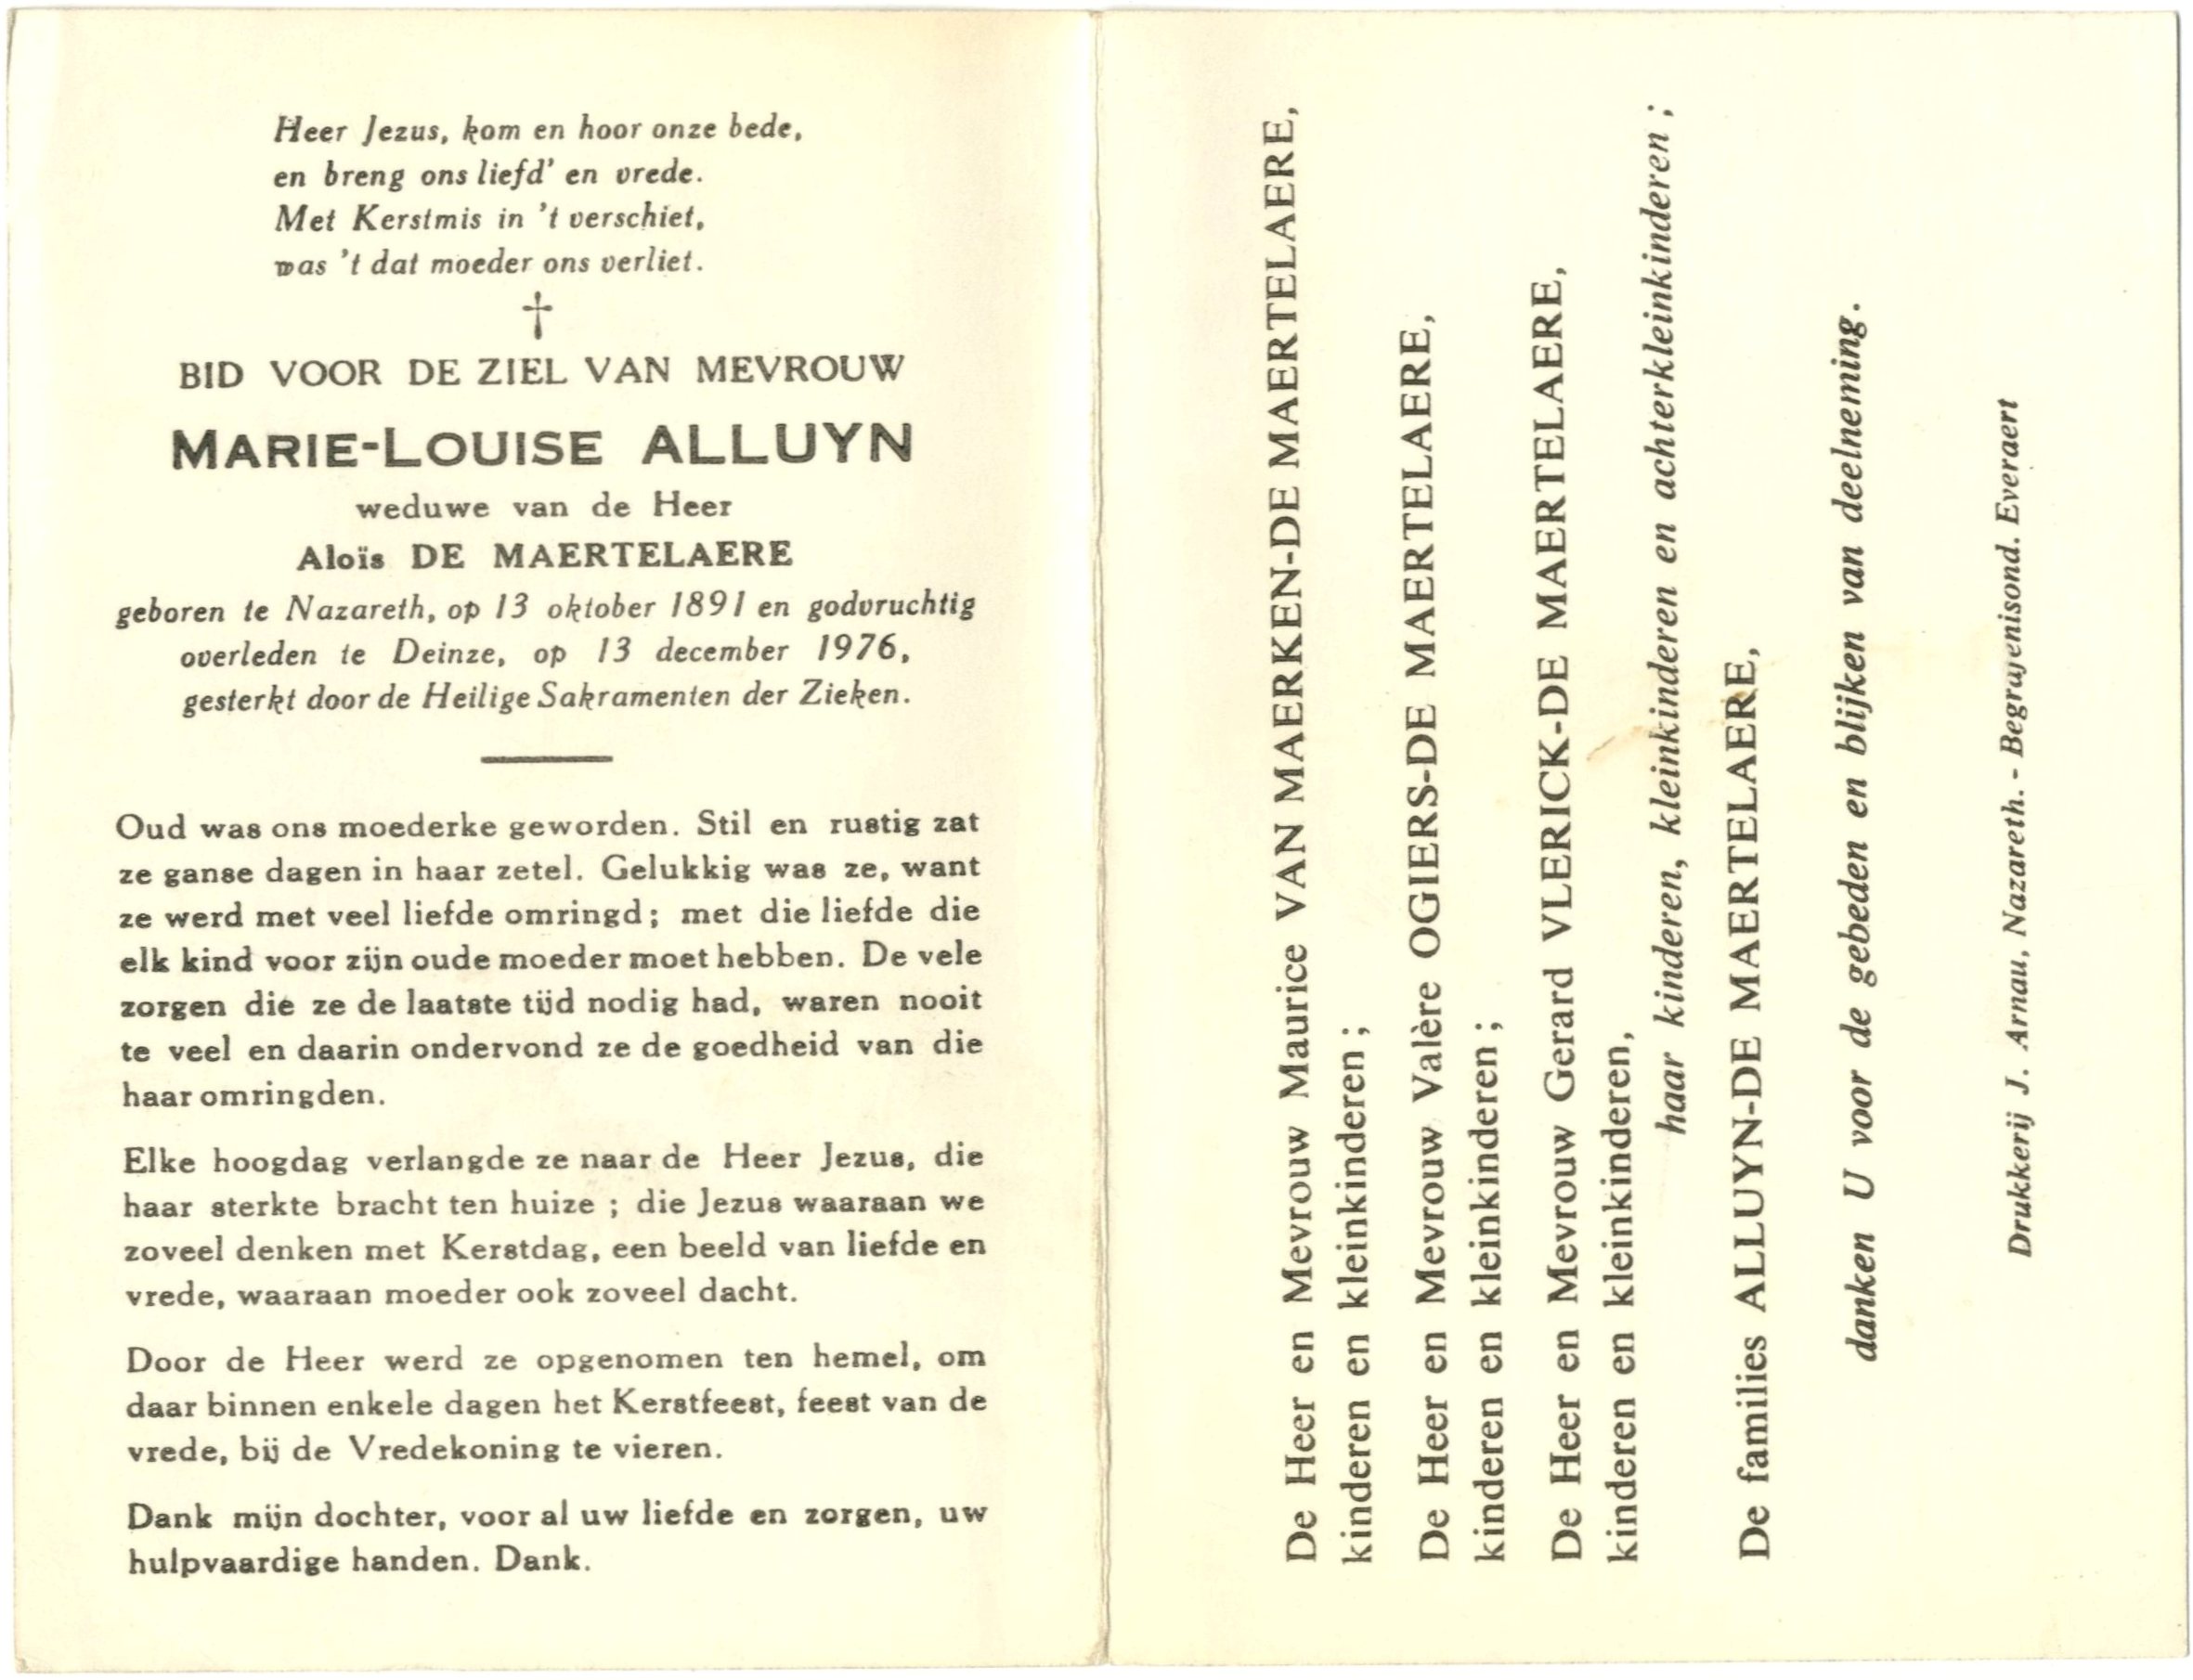 Heer Jezus, kom en hoor onze bede,
en breng ons liefd' en vrede.
Met Kerstmis in 't verschiet,
was 't dat moeder ons verliet.
†
BID VOOR DE ZIEL VAN MEVROUW
MARIE-LOUISE ALLUYN
weduwe van de Heer
Aloïs DE MAERTELAERE
geboren te Nazareth, op 13 oktober 1891 en godvruchtig
overleden te Deinze, op 13 december 1976,
gesterkt door de Heilige Sakramenten der Zieken.
Oud was ons moederke geworden. Stil en rustig zat
ze ganse dagen in haar zetel. Gelukkig was ze, want
ze werd met veel liefde omringd; met die liefde die
elk kind voor zijn oude moeder moet hebben. De vele
zorgen die ze de laatste tijd nodig had, waren nooit
te veel en daarin ondervond ze de goedheid van die
haar omringden.
Elke hoogdag verlangde ze naar de Heer Jezus, die
haar sterkte bracht ten huize ; die Jezus waaraan we
zoveel denken met Kerstdag, een beeld van liefde en
vrede, waaraan moeder ook zoveel dacht.
Door de Heer werd ze opgenomen ten hemel, om
daar binnen enkele dagen het Kerstfeest, feest van de
vrede, bij de Vredekoning te vieren.
Dank mijn dochter, voor al uw liefde en zorgen, uw
hulpvaardige handen. Dank.
De Heer en Mevrouw Maurice VAN MAERKEN-DE MAERTELAERE,
kinderen en kleinkinderen ;
De Heer en Mevrouw Valère OGIERS-DE MAERTELAERE,
kinderen en kleinkinderen ;
De Heer en Mevrouw Gerard VLERICK-DE MAERTELAERE,
kinderen en kleinkinderen,
haar kinderen, kleinkinderen en achterkleinkinderen ;
De families ALLUYN-DE MAERTELAERE,
danken U voor de gebeden en blijken van deelneming.
Drukkerij J. Arnau, Nazareth. - Begrafenisond. Everaert